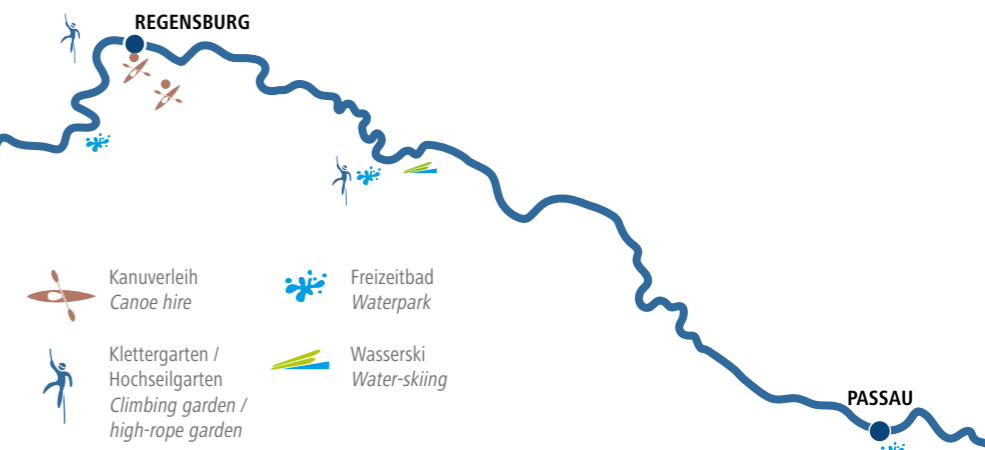 REGENSBURG
Kanuverleih
Canoe hire
Freizeitbad
Waterpark
Klettergarten /
Hochseilgarten
Climbing garden /
high-rope garden
Wasserski
Water-skiing
PASSAU